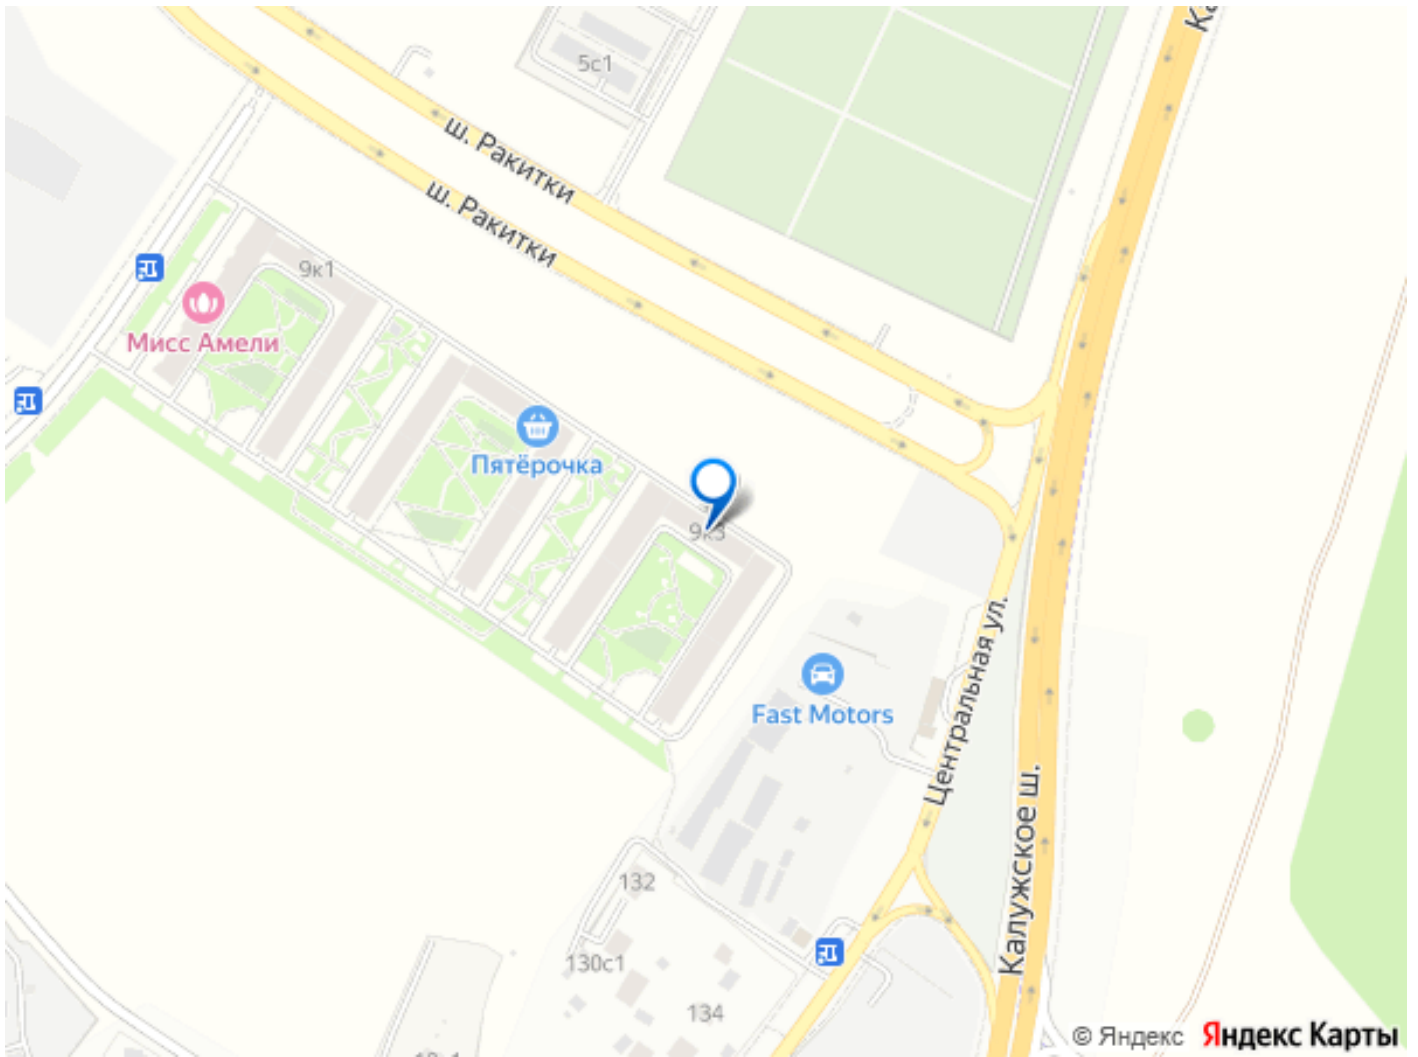 5с1
ш. Ракитки
ш. Ракитки
9к1
Мисс Амели
Пятёрочка
9к3
Центральная ул.
Fast Motors
Калужское ш.
132
130с1
134
© Яндекс Яндекс Карты